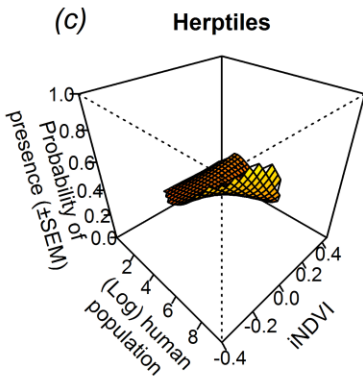 (c)
Herptiles
Probability of
presence (±SEM)
1.0
0.8
0.6
0.4
0.2
0.0
(Log) human
population
2
4
6
8
iNDVI
-0.4
-0.2
0.0
0.2
0.4